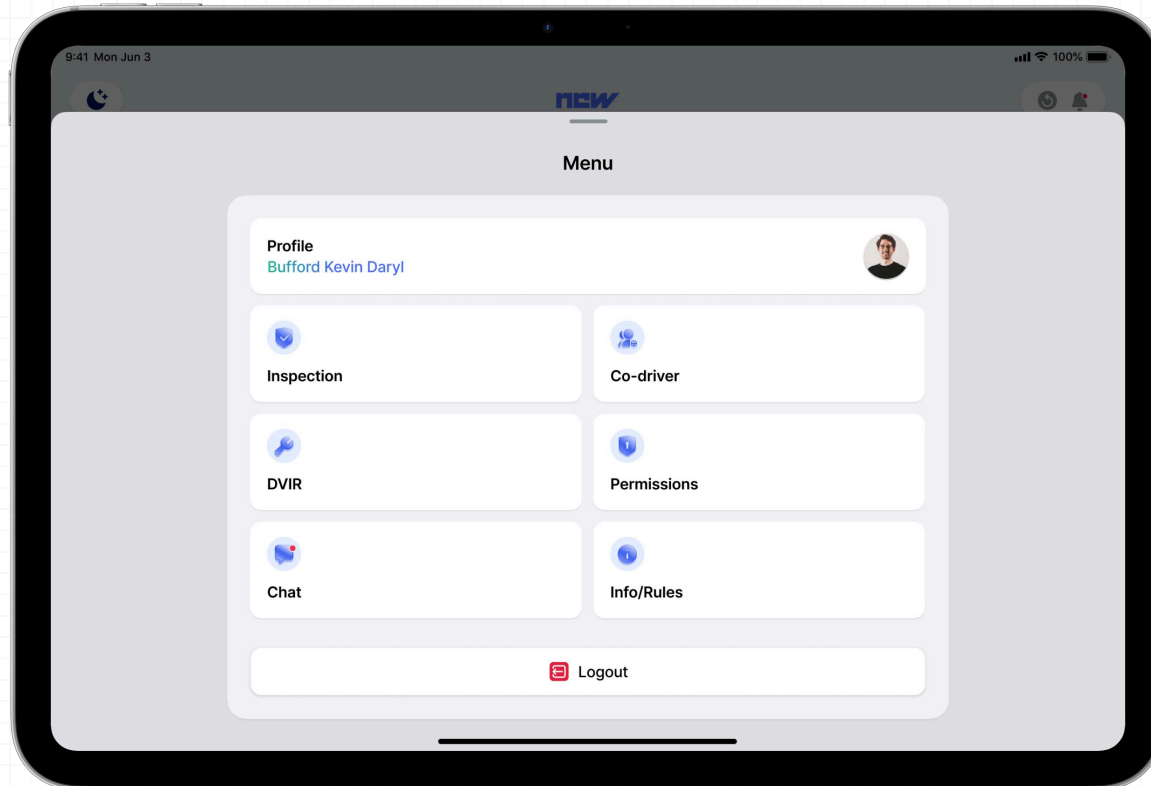 9:41 Mon Jun 3
100%
new
Menu
Profile
Bufford Kevin Daryl
Inspection
Co-driver
DVIR
Permissions
Chat
Info/Rules
Logout